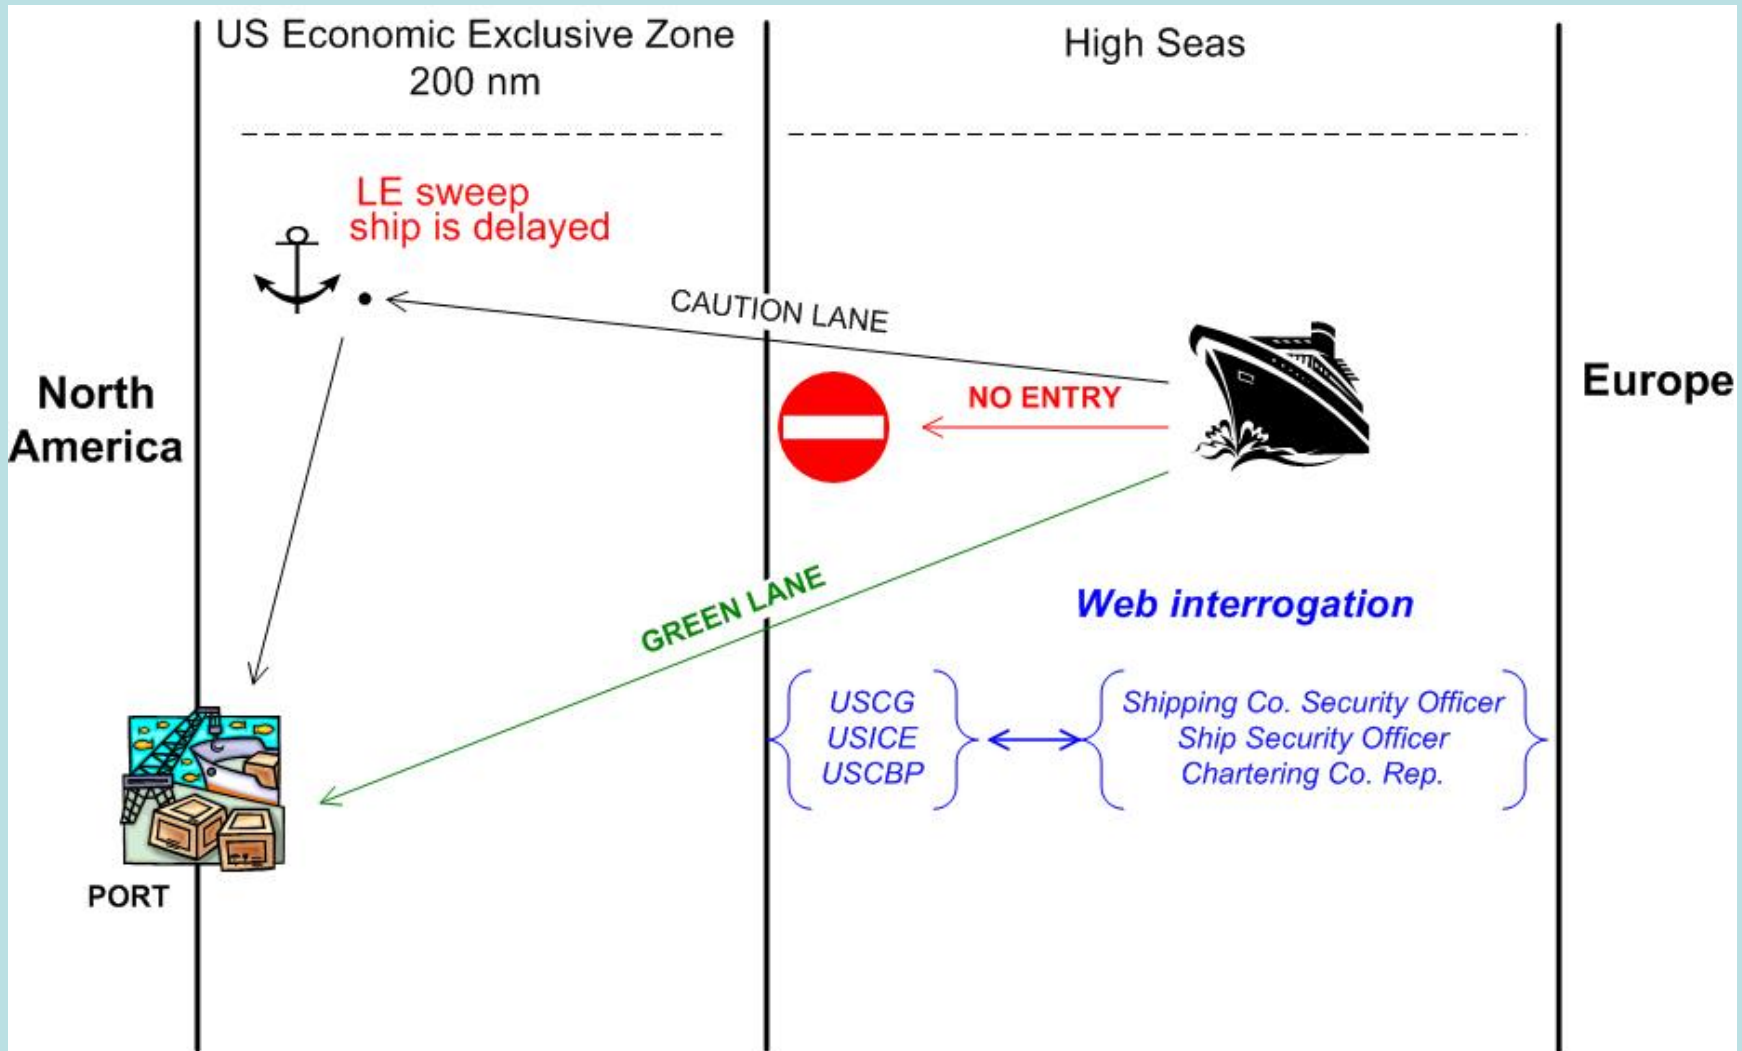 US Economic Exclusive Zone
200 nm
High Seas
LE sweep
ship is delayed
CAUTION LANE
NO ENTRY
North
America
Europe
GREEN LANE
Web interrogation
USCG
USICE
USCBP
Shipping Co. Security Officer
Ship Security Officer
Chartering Co. Rep.
PORT